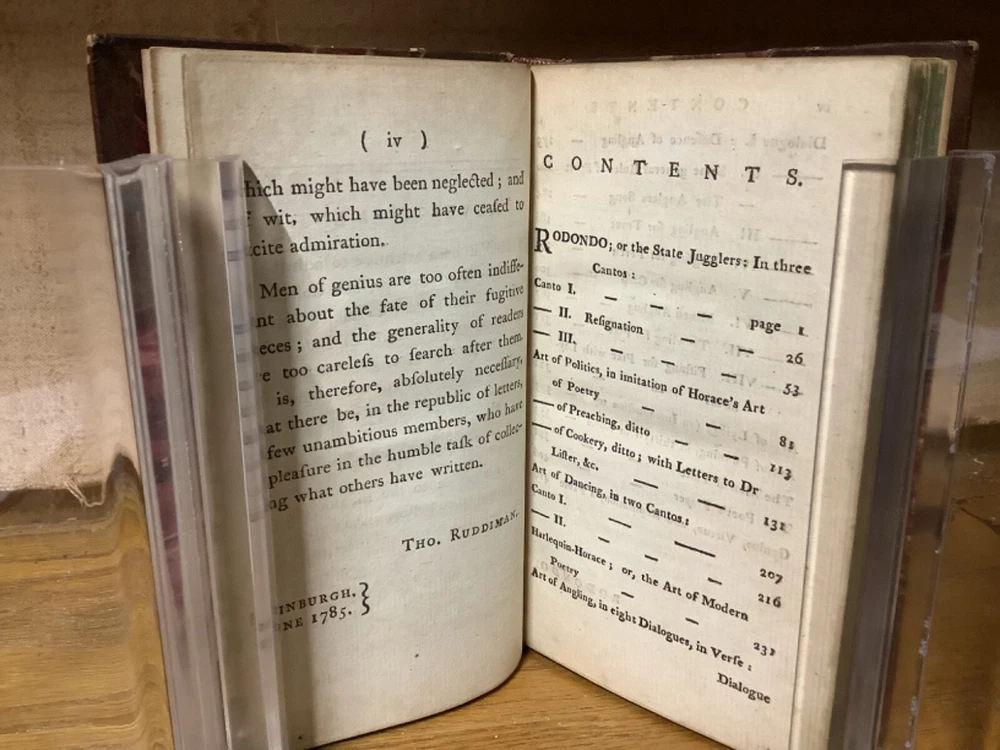 ( iv )
hich might have been neglected ; and
wit, which might have ceaſed to
cite admiration.
Men of genius are too often indiffe-
nt about the fate of their fugitive
eces ; and the generality of readers
e too careleſs to ſearch after them.
is, therefore, abſolutely neceſſary,
at there be, in the republic of letters,
few unambitious members, who have
pleaſure in the humble taſk of collec-
ng what others have written.
THO. RUDDIMAN.
INBURGH. }
NE 1785.
CONTENTS.
RODONDO; or the State Jugglers: In three
Cantos :
Canto I. — — — page 1
— II. Reſignation — — 26
— III. — — — 53
Art of Politics, in imitation of Horace's Art
of Poetry — — 81
— of Preaching, ditto — — 113
— of Cookery, ditto ; with Letters to Dr
Liſter, &c. — — 131
Art of Dancing, in two Cantos : —
Canto I. — — 207
— II. — — — 216
Harlequin-Horace ; or, the Art of Modern
Poetry — — 231
Art of Angling, in eight Dialogues, in Verſe :
Dialogue